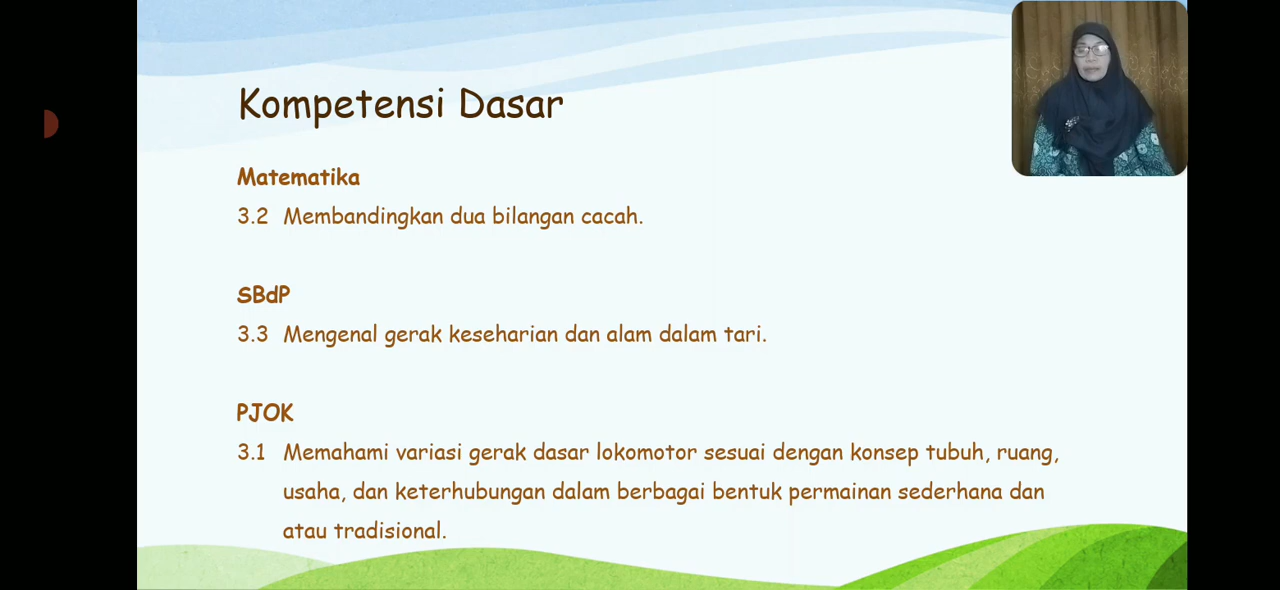 Kompetensi Dasar
Matematika
3.2 Membandingkan dua bilangan cacah.
SBdP
3.3 Mengenal gerak keseharian dan alam dalam tari.
PJOK
3.1 Memahami variasi gerak dasar lokomotor sesuai dengan konsep tubuh, ruang,
usaha, dan keterhubungan dalam berbagai bentuk permainan sederhana dan
atau tradisional.